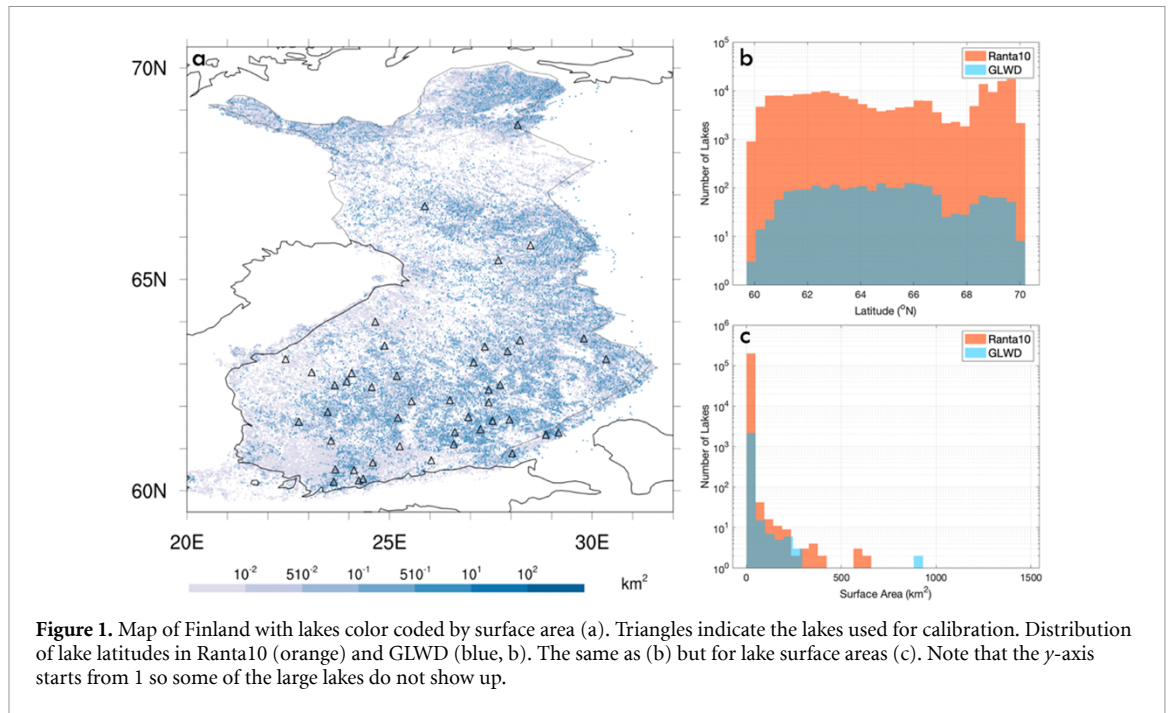 a
70N
65N
60N
20E
25E
30E
10-2
510-2
10-1
510-1
101
102
km2
b
Ranta10
GLWD
Number of Lakes
105
104
103
102
101
100
60
62
64
66
68
70
Latitude (oN)
c
Ranta10
GLWD
Number of Lakes
106
105
104
103
102
101
100
0
500
1000
1500
Surface Area (km2)
Figure 1. Map of Finland with lakes color coded by surface area (a). Triangles indicate the lakes used for calibration. Distribution
of lake latitudes in Ranta10 (orange) and GLWD (blue, b). The same as (b) but for lake surface areas (c). Note that the y-axis
starts from 1 so some of the large lakes do not show up.